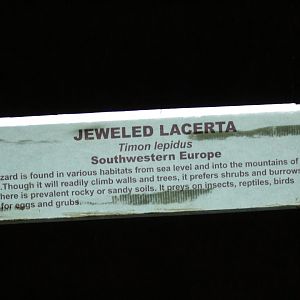 JEWELED LACERTA
Timon lepidus
Southwestern Europe
zard is found in various habitats from sea level and into the mountains of
.Though it will readily climb walls and trees, it prefers shrubs and burrows
here is prevalent rocky or sandy soils. It preys on insects, reptiles, birds
for eggs and grubs.